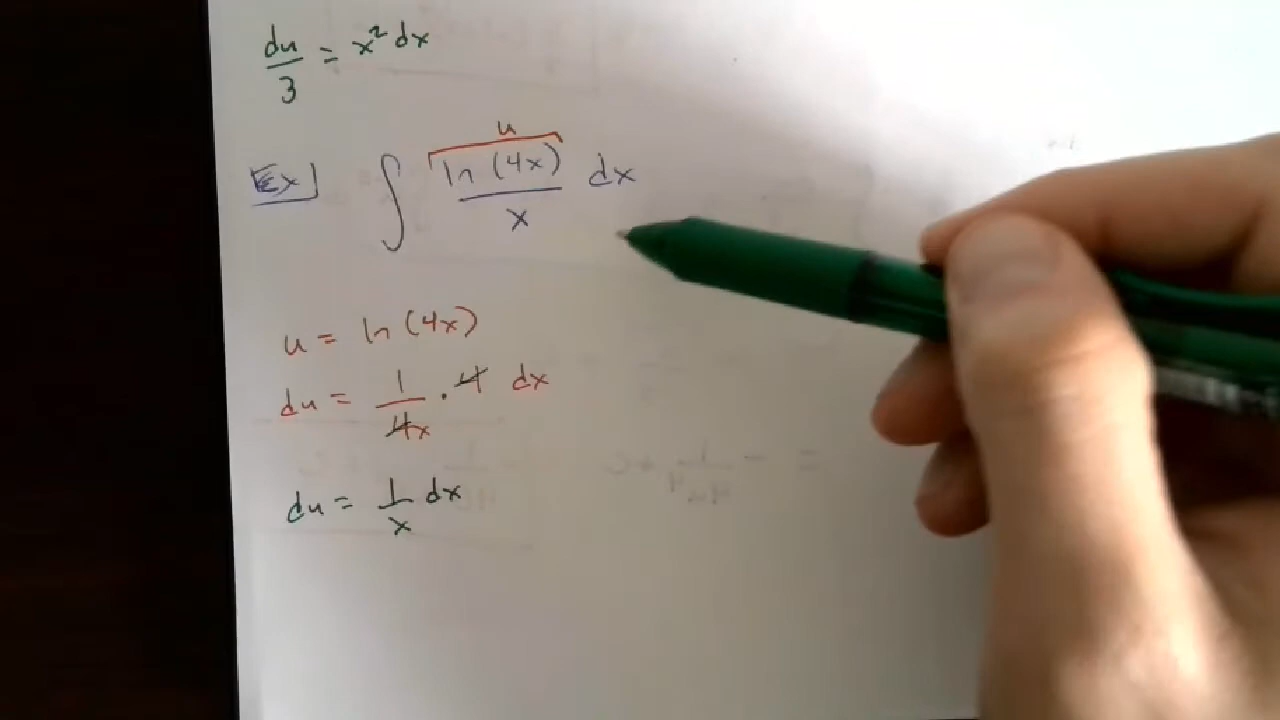 du/3 = x² dx
u
Ex] ∫ ln (4x)/x dx
u = ln (4x)
du = 1/4x · 4 dx
du = 1/x dx